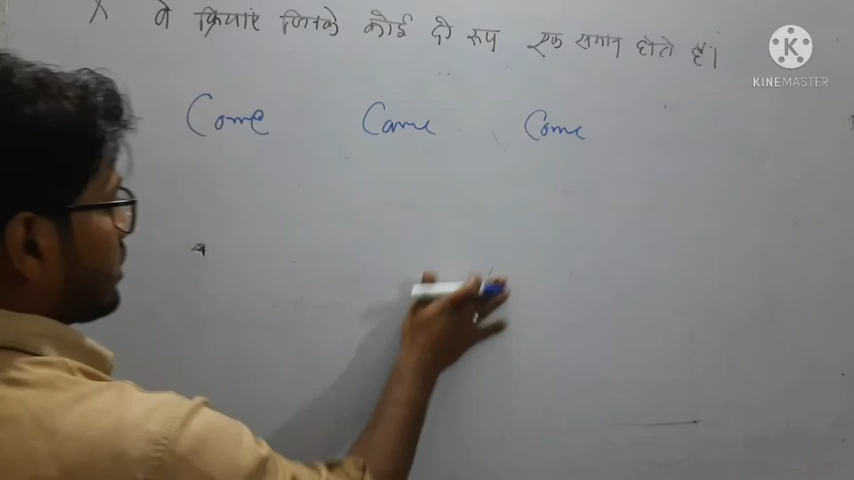 X वे क्रियाएं जिनके कोई दो रूप एक समान होते है।
Come Came Come
KINEMASTER